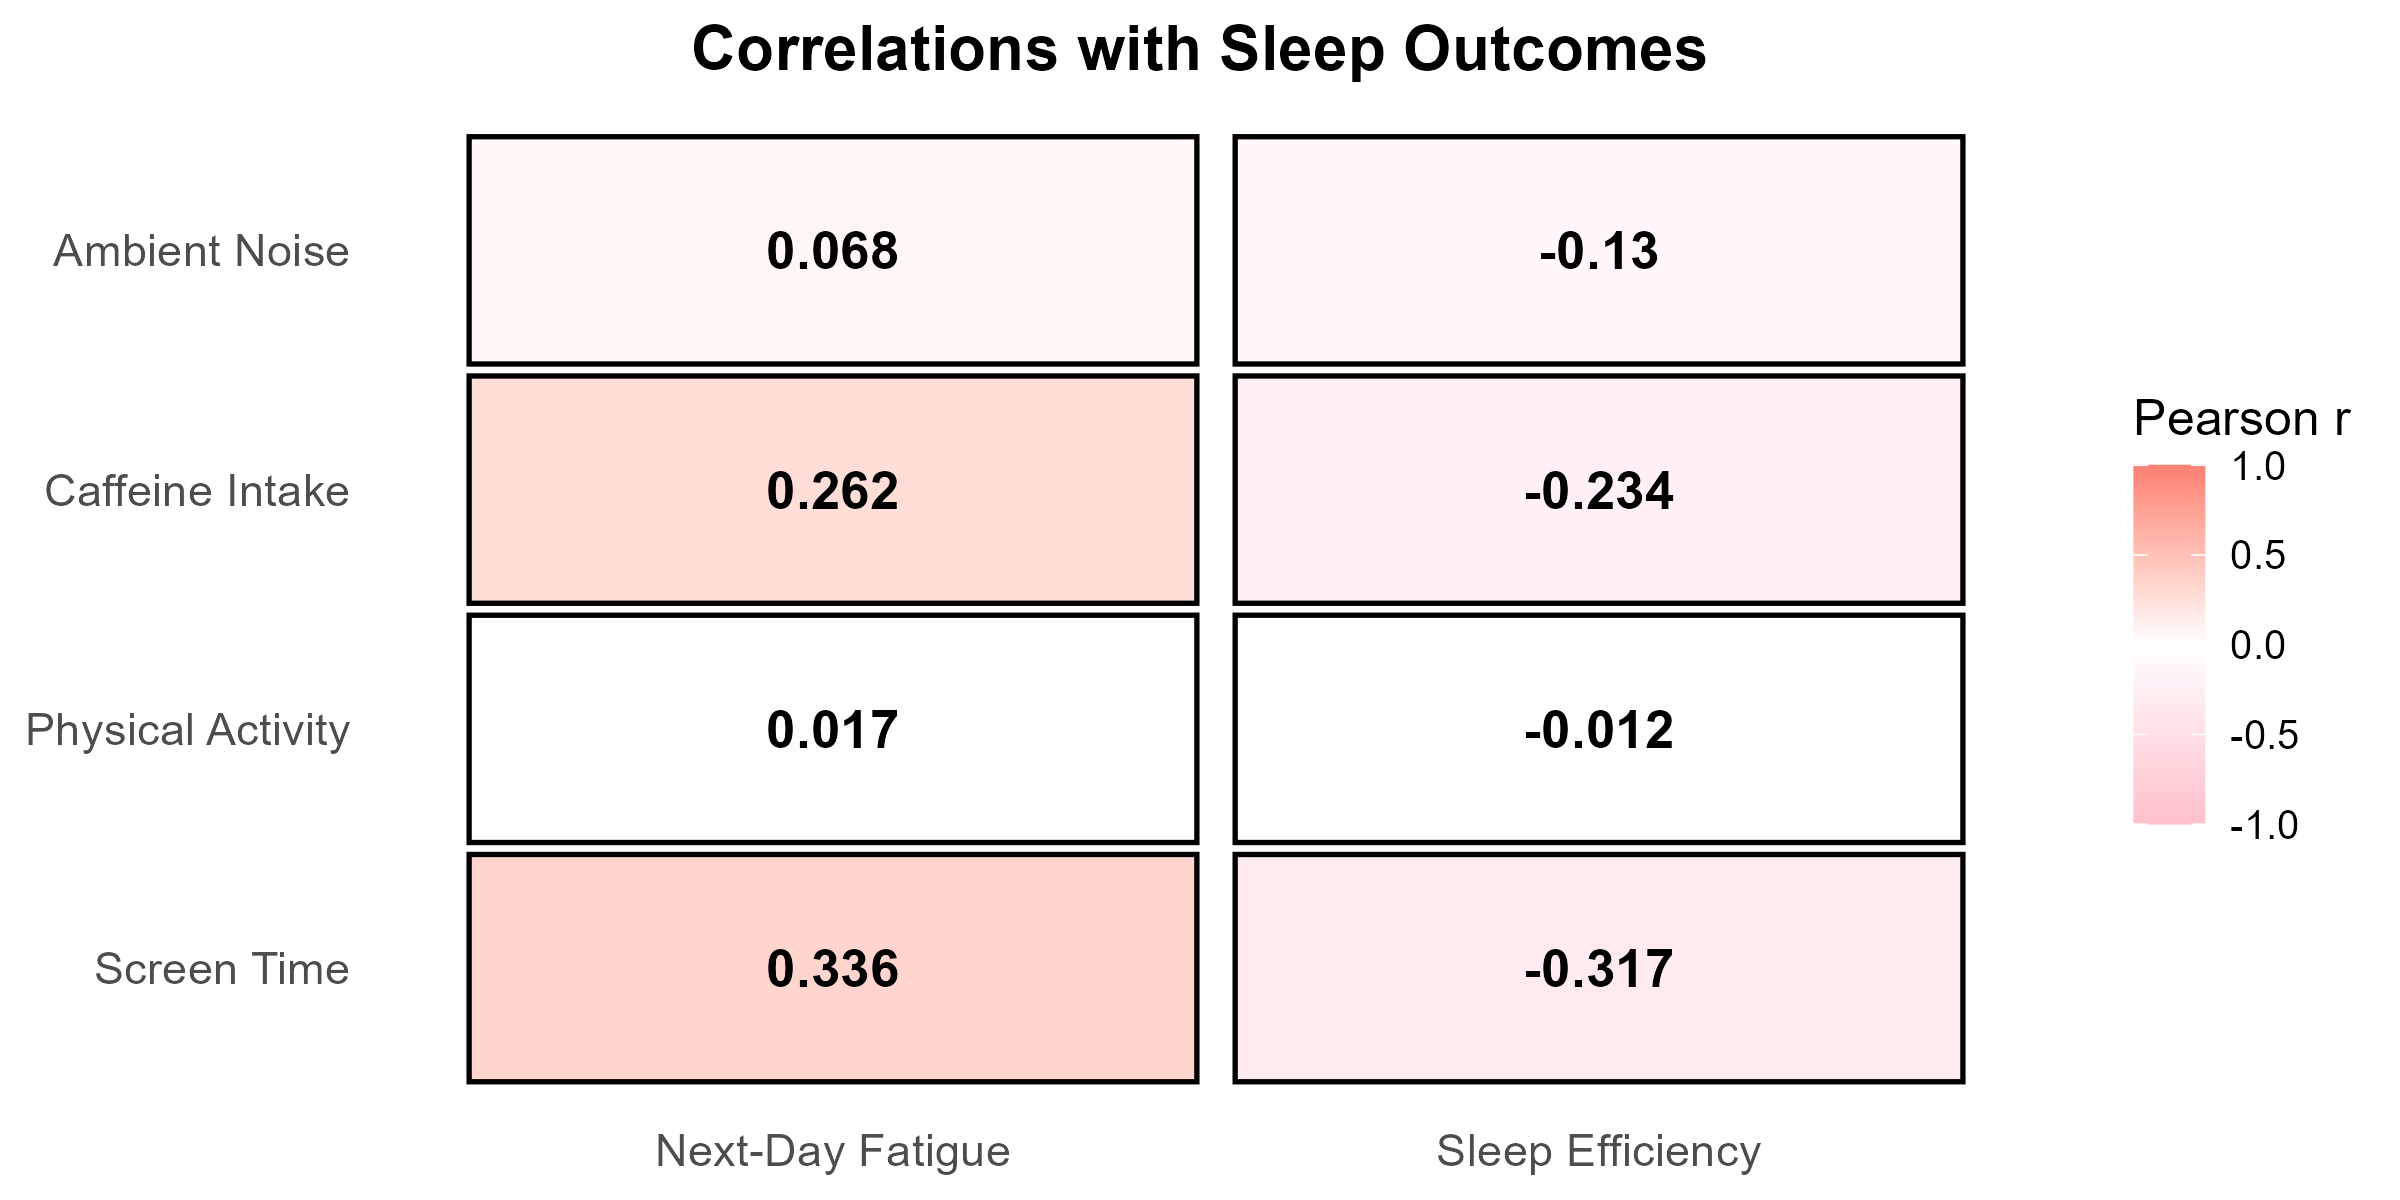 Correlations with Sleep Outcomes
Ambient Noise
0.068
-0.13
Caffeine Intake
0.262
-0.234
Physical Activity
0.017
-0.012
Screen Time
0.336
-0.317
Next-Day Fatigue
Sleep Efficiency
Pearson r
1.0
0.5
0.0
-0.5
-1.0